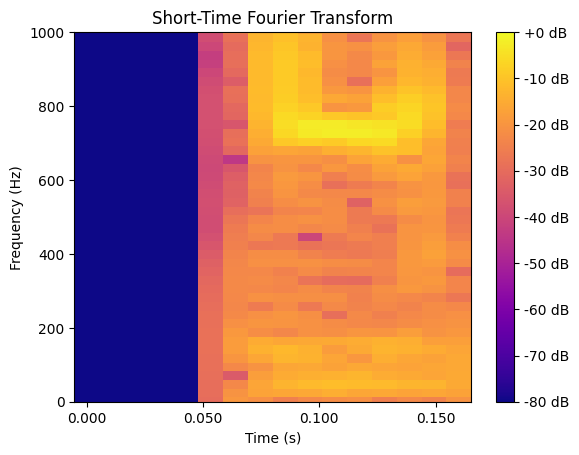 Short-Time Fourier Transform
Frequency (Hz)
1000
800
600
400
200
0
0.000
0.050
0.100
0.150
Time (s)
+0 dB
-10 dB
-20 dB
-30 dB
-40 dB
-50 dB
-60 dB
-70 dB
-80 dB